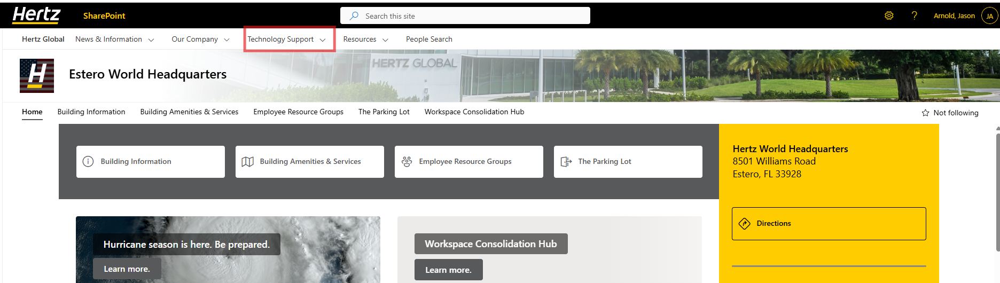 Hertz SharePoint Search this site ? Arnold, Jason JA
Hertz Global News & Information Our Company Technology Support Resources People Search
HERTZ GLOBAL
H Estero World Headquarters
Home Building Information Building Amenities & Services Employee Resource Groups The Parking Lot Workspace Consolidation Hub Not following
Building Information Building Amenities & Services Employee Resource Groups The Parking Lot
Hertz World Headquarters
8501 Williams Road
Estero, FL 33928
Directions
Hurricane season is here. Be prepared.
Learn more.
Workspace Consolidation Hub
Learn more.